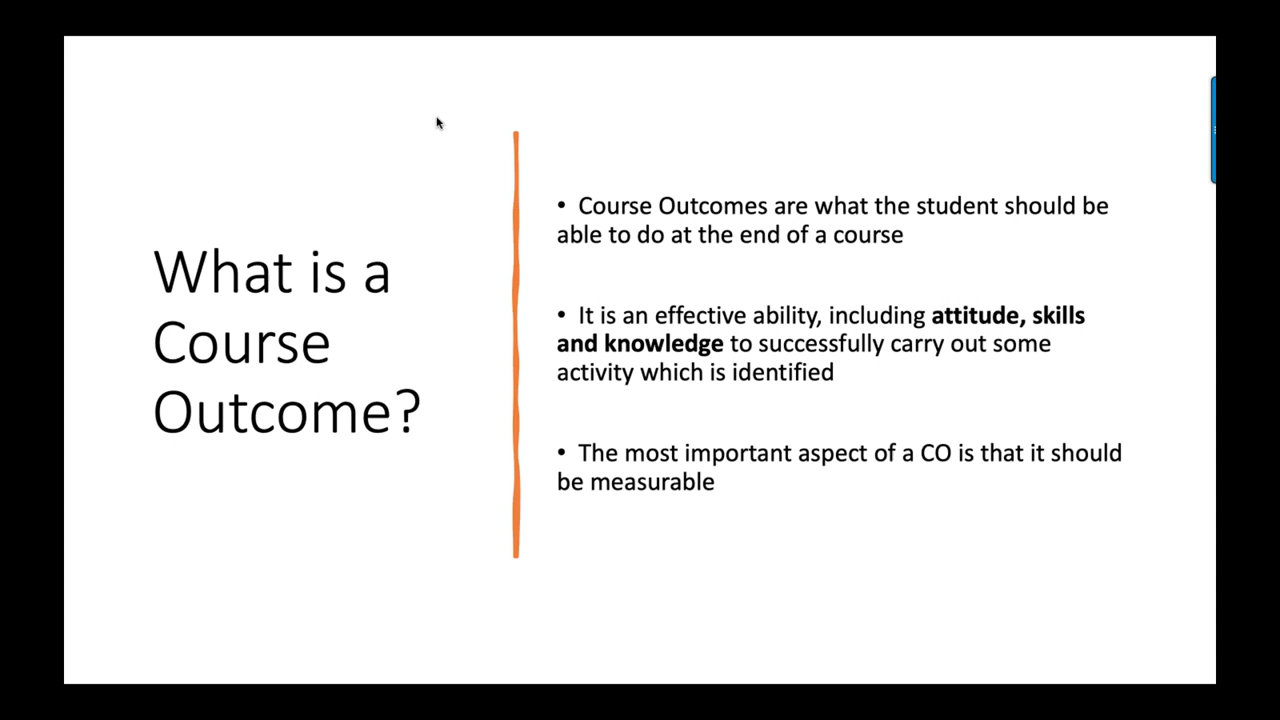 What is a
Course
Outcome?
• Course Outcomes are what the student should be
able to do at the end of a course
• It is an effective ability, including attitude, skills
and knowledge to successfully carry out some
activity which is identified
• The most important aspect of a CO is that it should
be measurable